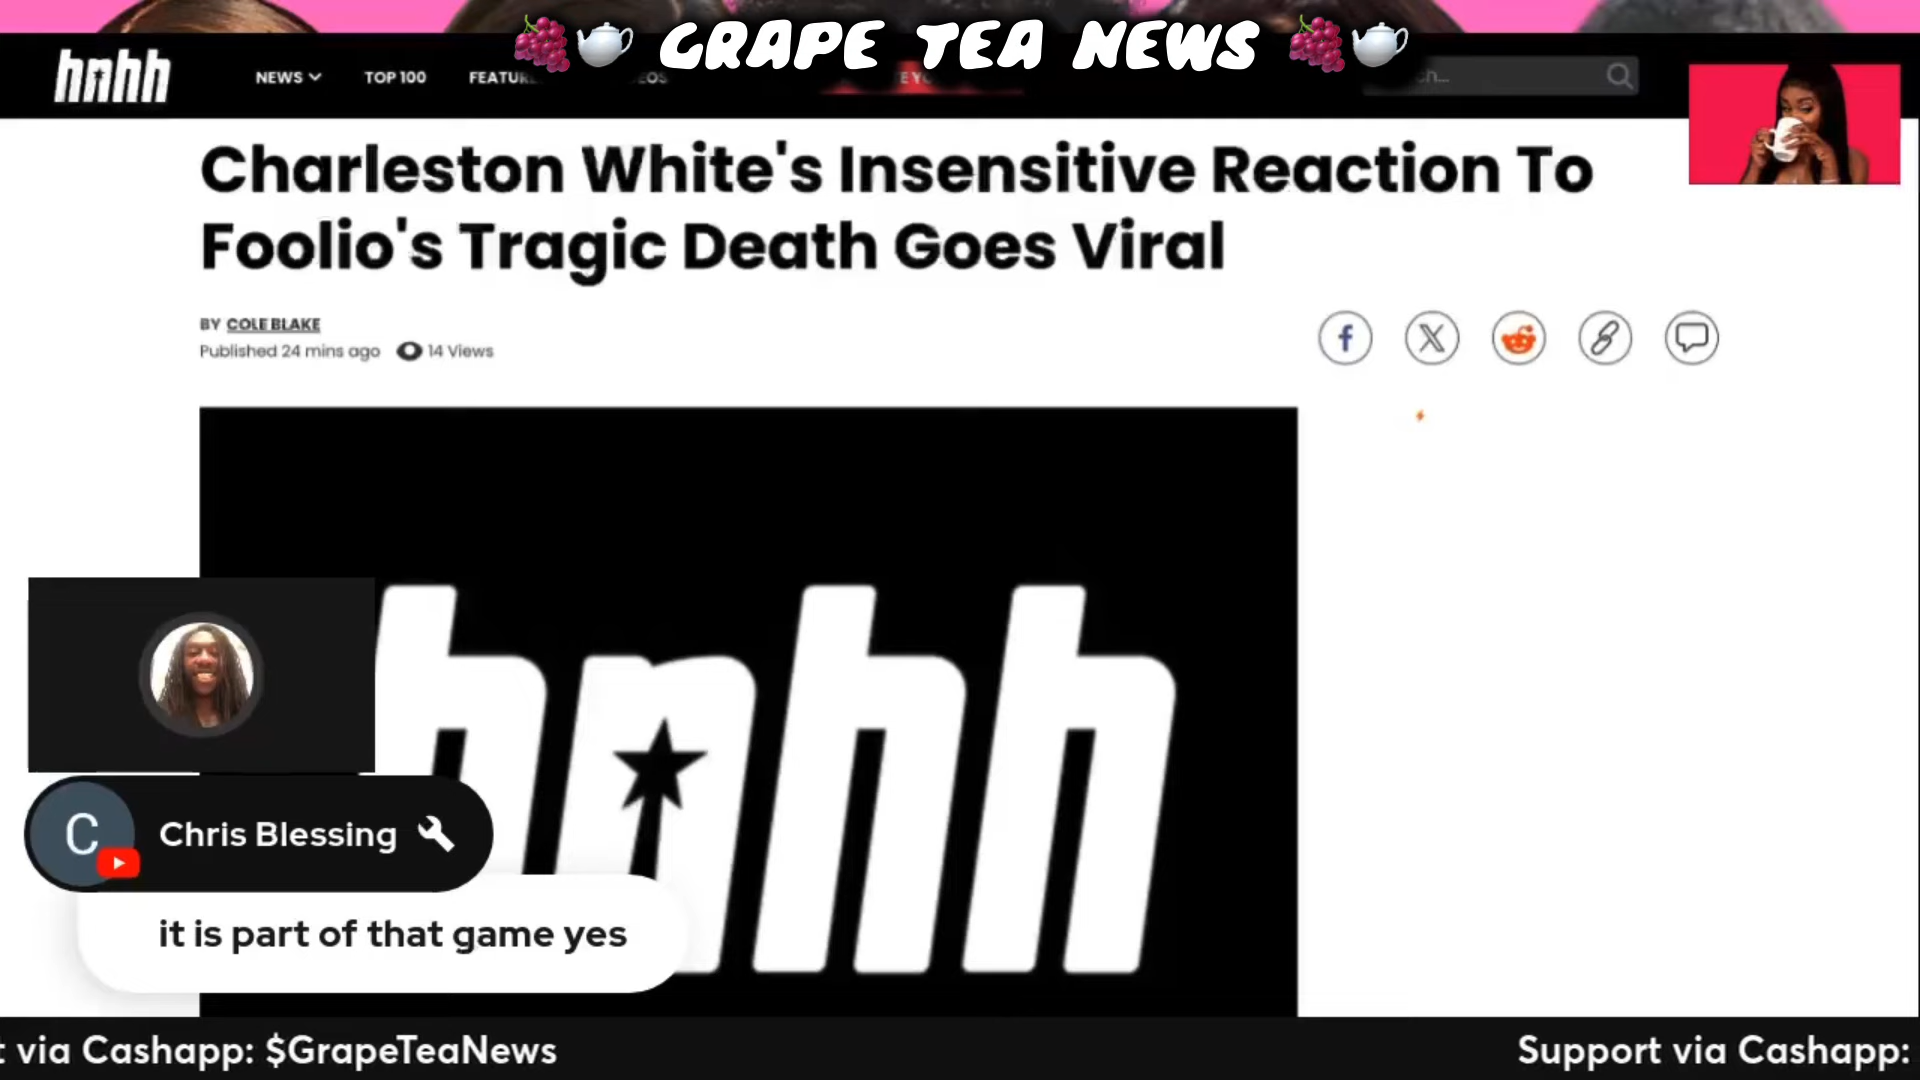 GRAPE TEA NEWS
hnhh
NEWS
TOP 100
Charleston White's Insensitive Reaction To
Foolio's Tragic Death Goes Viral
BY COLE BLAKE
Published 24 mins ago 14 Views
hnhh
C
Chris Blessing
it is part of that game yes
via Cashapp: $GrapeTeaNews
Support via Cashapp: